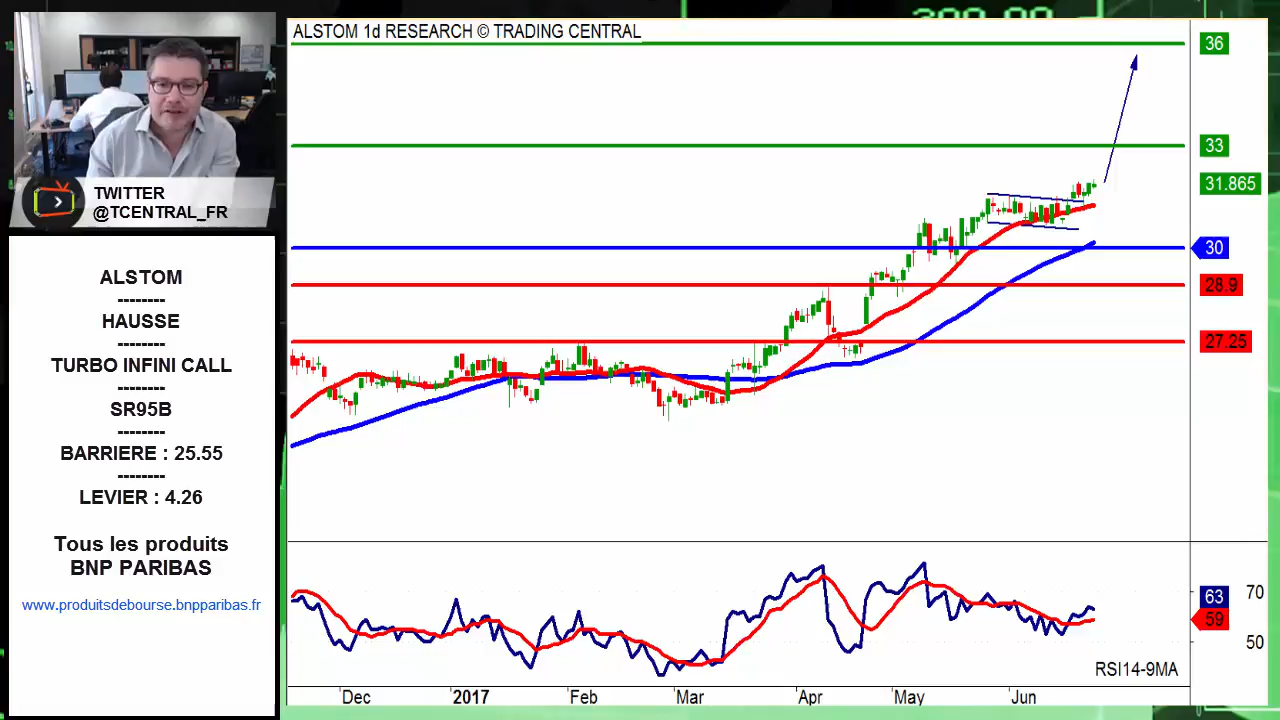 300.00
ALSTOM 1d RESEARCH © TRADING CENTRAL
36
33
31.865
30
28.9
27.25
TWITTER
@TCENTRAL_FR
ALSTOM
--------
HAUSSE
--------
TURBO INFINI CALL
--------
SR95B
--------
BARRIERE : 25.55
--------
LEVIER : 4.26
Tous les produits
BNP PARIBAS
www.produitsdebourse.bnpparibas.fr
63
70
59
50
RSI14-9MA
Dec
2017
Feb
Mar
Apr
May
Jun